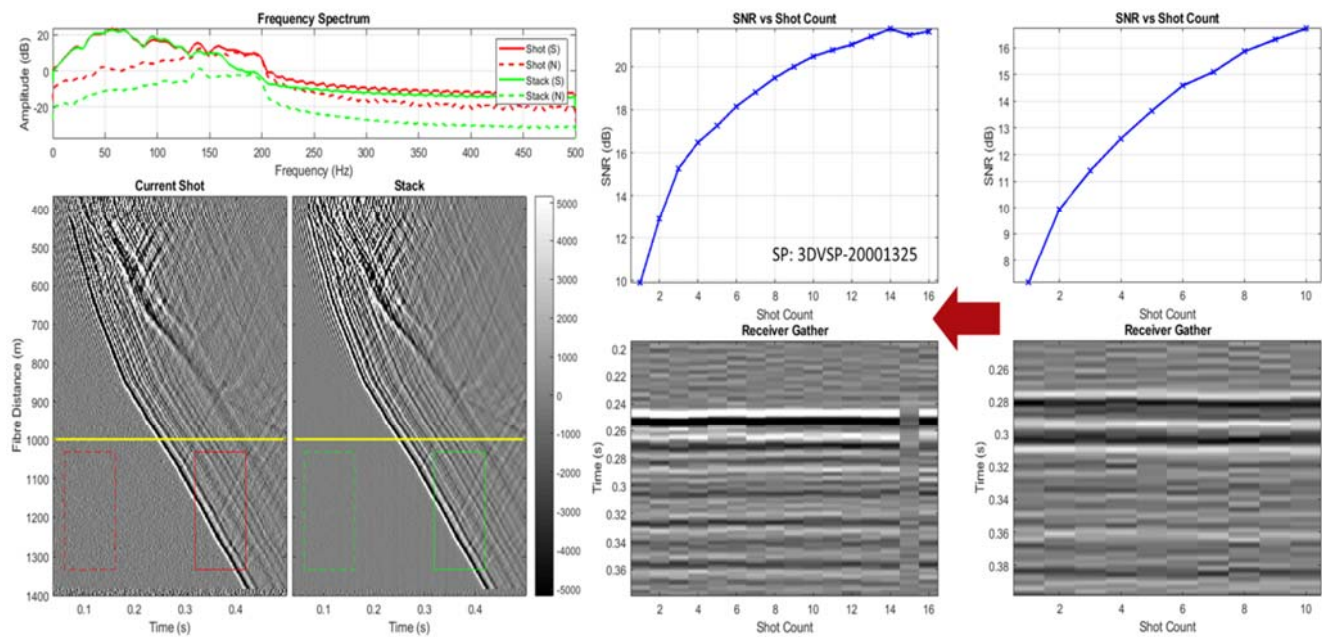 Frequency Spectrum
Amplitude (dB)
20
0
-20
Shot (S)
Shot (N)
Stack (S)
Stack (N)
0 50 100 150 200 250 300 350 400 450 500
Frequency (Hz)
Current Shot
Fibre Distance (m)
400
500
600
700
800
900
1000
1100
1200
1300
1400
0.1 0.2 0.3 0.4
Time (s)
Stack
0.1 0.2 0.3 0.4
Time (s)
5000
4000
3000
2000
1000
0
-1000
-2000
-3000
-4000
-5000
SNR vs Shot Count
SNR (dB)
20
18
16
14
12
10
SP: 3DVSP-20001325
2 4 6 8 10 12 14 16
Shot Count
Receiver Gather
Time (s)
0.2
0.22
0.24
0.26
0.28
0.3
0.32
0.34
0.36
2 4 6 8 10 12 14 16
Shot Count
SNR vs Shot Count
SNR (dB)
16
15
14
13
12
11
10
9
8
2 4 6 8 10
Shot Count
Receiver Gather
Time (s)
0.26
0.28
0.3
0.32
0.34
0.36
0.38
2 4 6 8 10
Shot Count